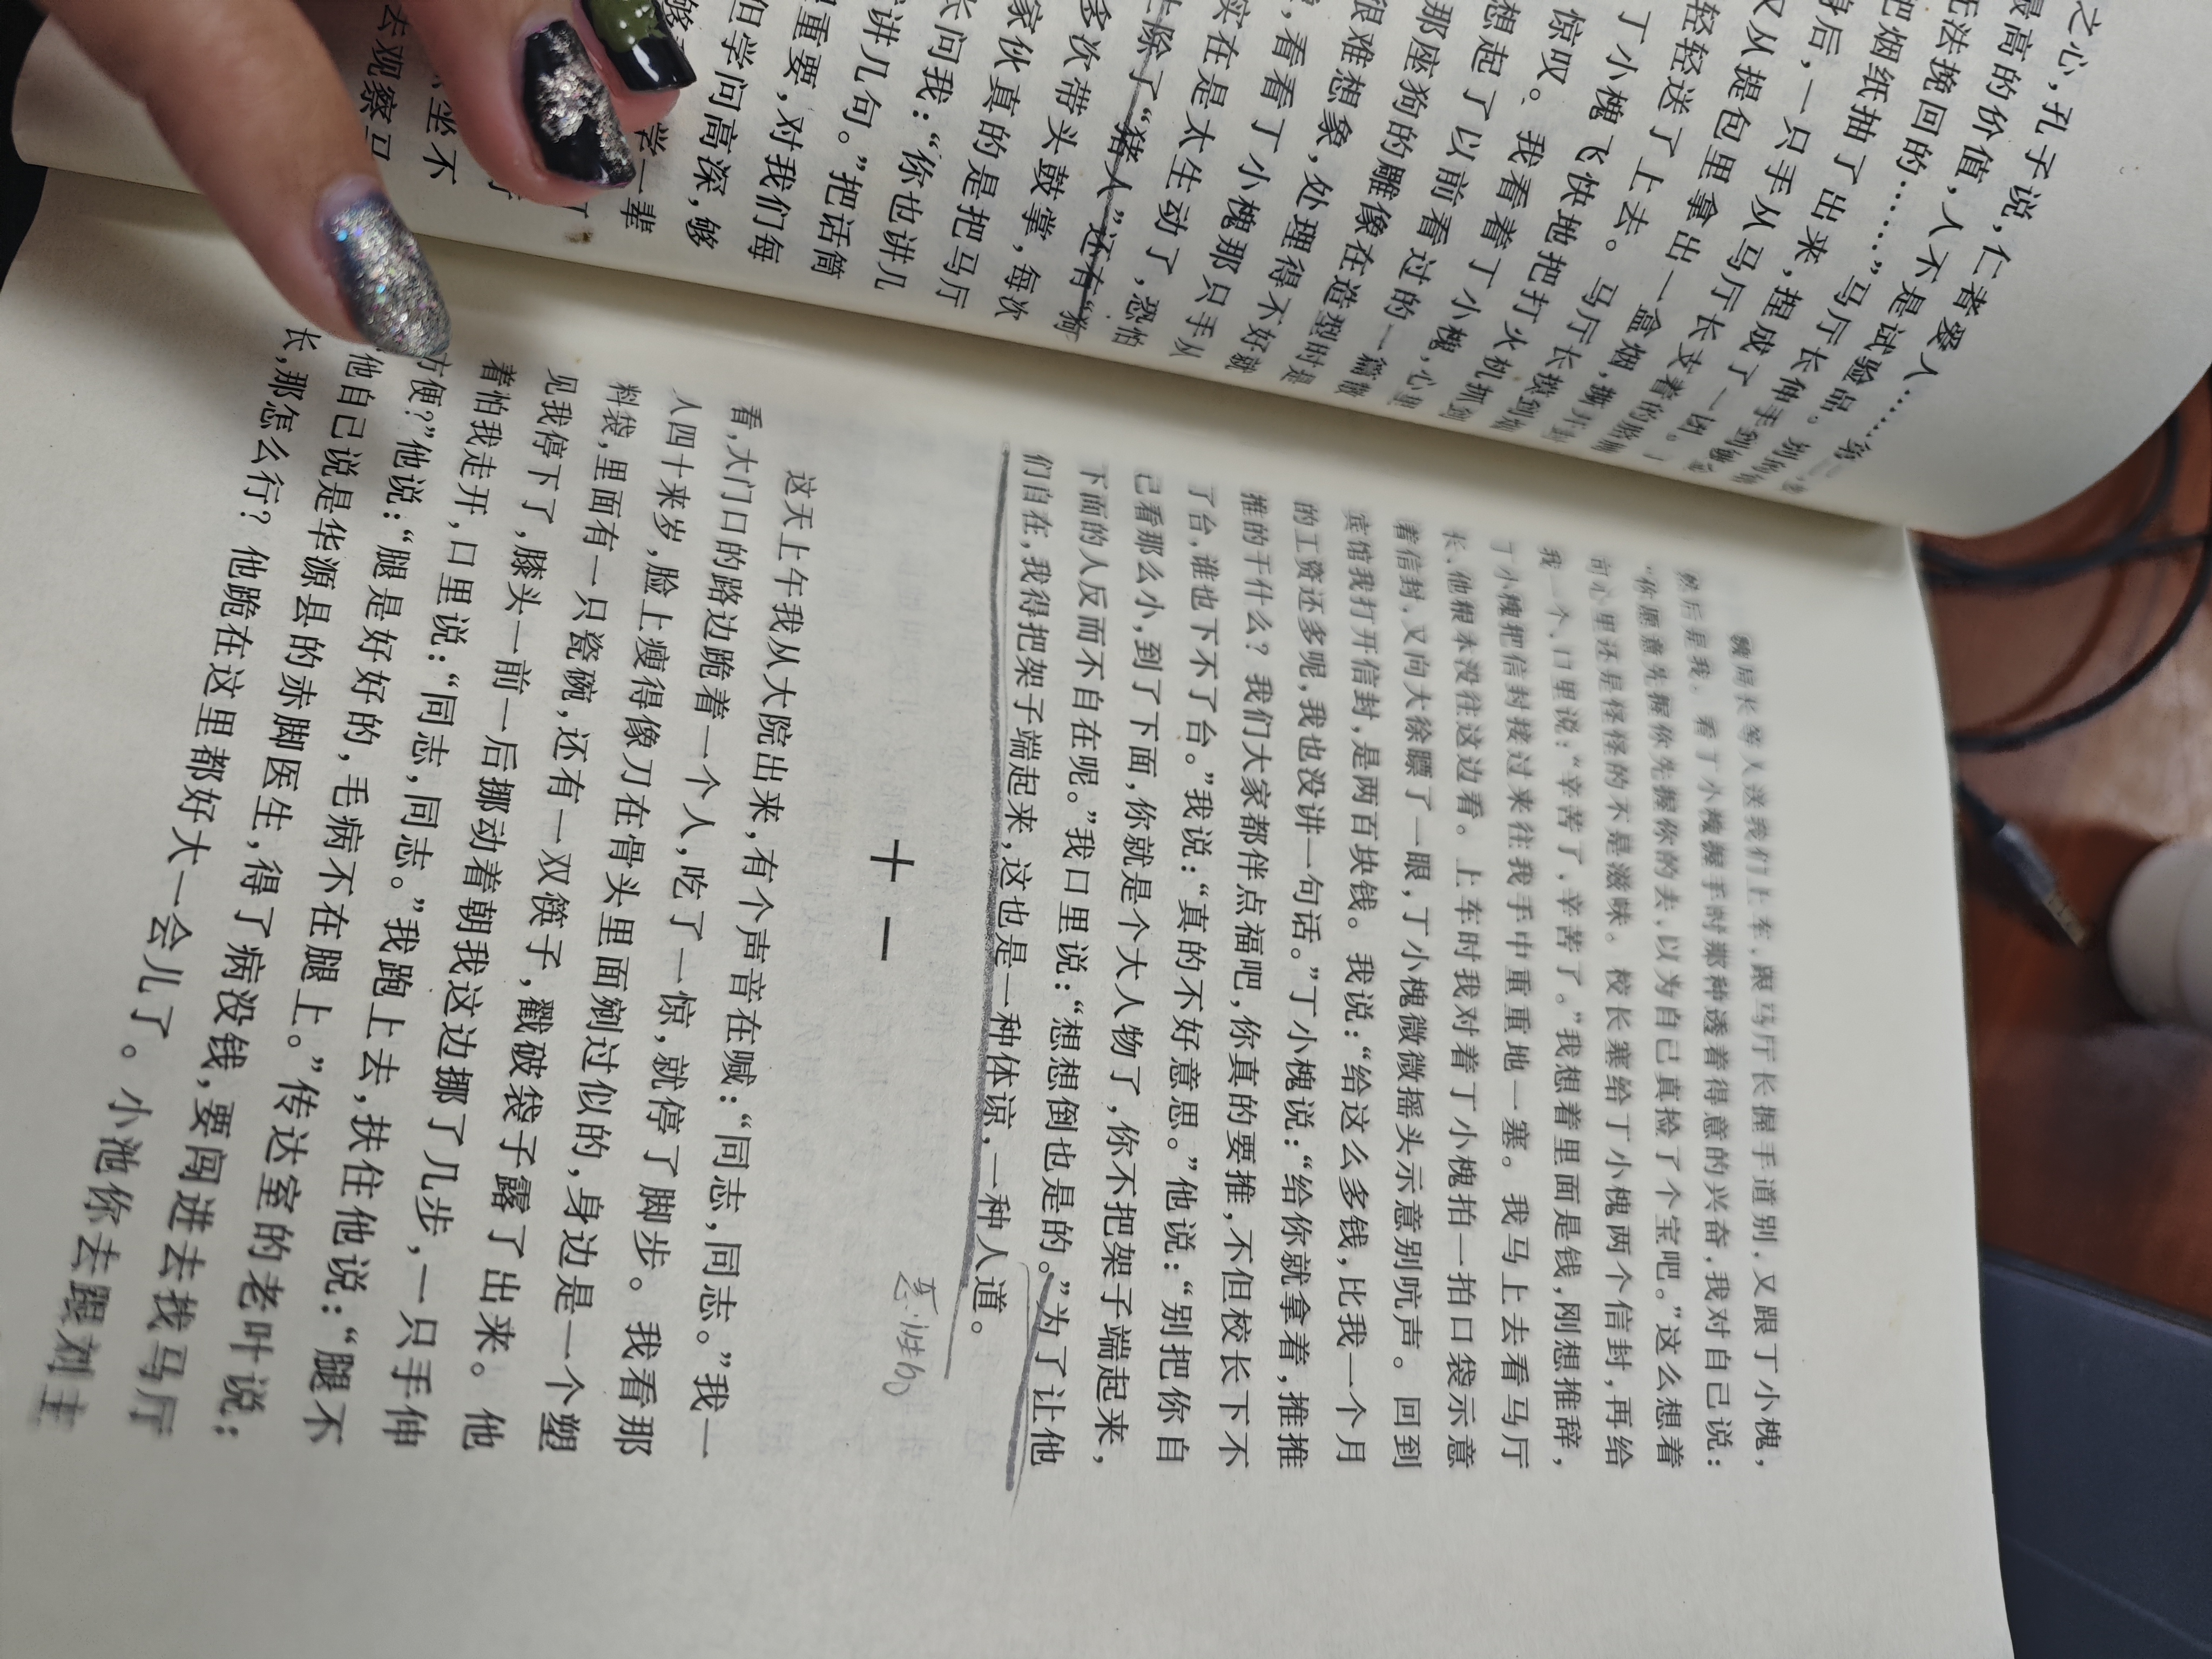 之心，孔子说，仁者爱人……
最高的价值，人不是试验品。
无法挽回的……”马厅长伸手
把烟纸抽了出来，捏成了一团。
身后，一只手从马厅长支着的
又从提包里拿出一盒烟，
轻轻送了上去。马厅长
丁小槐飞快地把打火机
惊叹。我看着丁小槐，心
想起了以前看过的一篇
那座狗的雕像在造型时是
很难想象，处理得不好就
，看看丁小槐那只手从
实在是太生动了，恐怕
除了“猪人”还有“狗
多次带头鼓掌，每次
家伙真的是把马厅
长问我：“你也讲几
讲几句。”把话筒
重要，对我们每
但学问高深，够
学一辈
坐不
去观察马
魏局长等人送我们上车，跟马厅长握手道别，又跟丁小槐，
然后是我。看丁小槐握手时那种透着得意的兴奋，我对自己说：
“你愿意先握你先握你的去，以为自己真捡了个宝吧。”这么想着
可心里还是怪怪的不是滋味。校长塞给丁小槐两个信封，再给
我一个，口里说：“辛苦了，辛苦了。”我想着里面是钱，刚想推辞，
丁小槐把信封接过来往我手中重重地一塞。我马上去看马厅
长，他根本没往这边看。上车时我对着丁小槐拍一拍口袋示意
着信封，又向大徐瞟了一眼，丁小槐微微摇头示意别吭声。回到
宾馆我打开信封，是两百块钱。我说：“给这么多钱，比我一个月
的工资还多呢，我也没讲一句话。”丁小槐说：“给你就拿着，推推
推的干什么？我们大家都伴点福吧，你真的要推，不但校长下不
了台，谁也下不了台。”我说：“真的不好意思。”他说：“别把你自
己看那么小，到了下面，你就是个大人物了，你不把架子端起来，
下面的人反而不自在呢。”我口里说：“想想倒也是的。”为了让他
们自在，我得把架子端起来，这也是一种体谅，一种人道。
十一
这天上午我从大院出来，有个声音在喊：“同志，同志。”我一
看，大门口的路边跪着一个人，吃了一惊，就停了脚步。我看那
人四十来岁，脸上瘦得像刀在骨头里面剜过似的，身边是一个塑
料袋，里面有一只瓷碗，还有一双筷子，戳破袋子露了出来。他
见我停下了，膝头一前一后挪动着朝我这边挪了几步，一只手伸
着怕我走开，口里说：“同志，同志。”我跑上去，扶住他说：“腿不
方便？”他说：“腿是好好的，毛病不在腿上。”传达室的老叶说：
“他自己说是华源县的赤脚医生，得了病没钱，要闯进去找马厅
长，那怎么行？他跪在这里都好大一会儿了。小池你去跟刘主